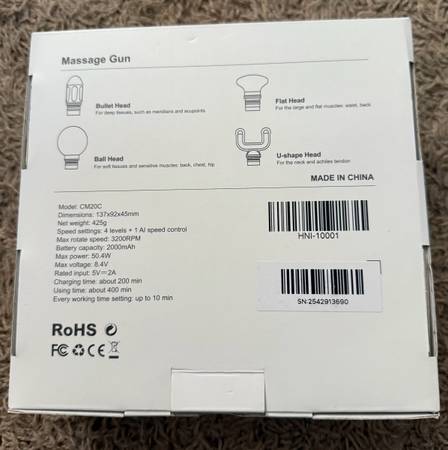 Massage Gun
Bullet Head
For deep tissues, such as meridians and acupoints
Flat Head
For the large and flat muscles: waist, back
Ball Head
For soft tissues and sensitive muscles: back, chest, hip
U-shape Head
For the neck and achiles tendon
MADE IN CHINA
Model: CM20C
Dimensions: 137x92x45mm
Net weight: 425g
Speed settings: 4 levels + 1 AI speed control
Max rotate speed: 3200RPM
Battery capacity: 2000mAh
Max power: 50.4W
Max voltage: 8.4V
Rated input: 5V⎓2A
Charging time: about 200 min
Using time: about 400 min
Every working time setting: up to 10 min
HNI-10001
SN:2542913690
RoHS
FC CE